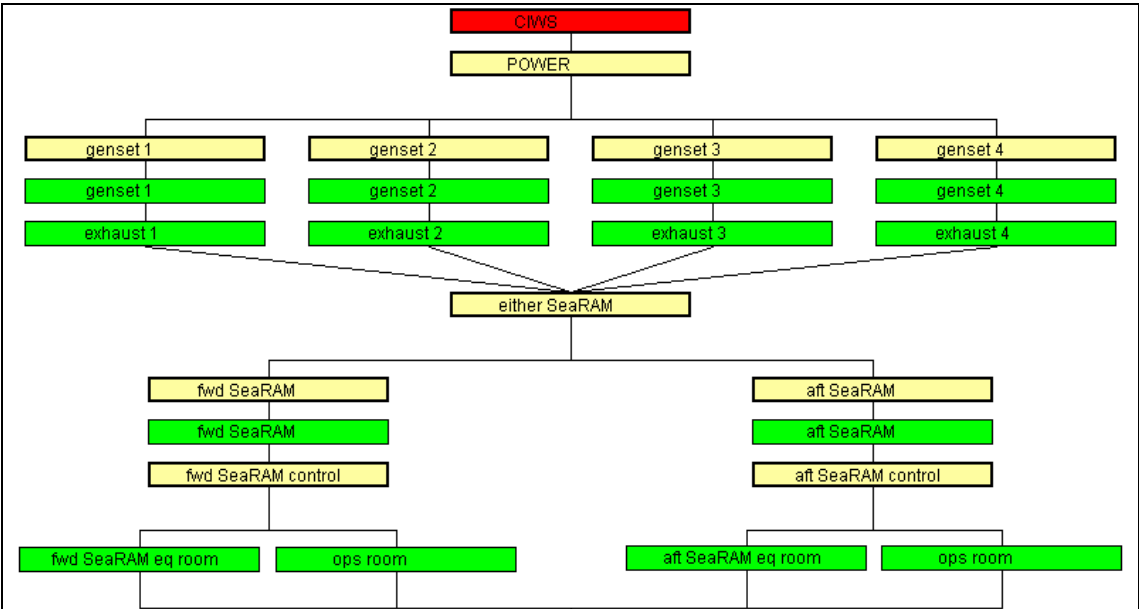 CIWS
POWER
genset 1
genset 2
genset 3
genset 4
genset 1
genset 2
genset 3
genset 4
exhaust 1
exhaust 2
exhaust 3
exhaust 4
either SeaRAM
fwd SeaRAM
aft SeaRAM
fwd SeaRAM
aft SeaRAM
fwd SeaRAM control
aft SeaRAM control
fwd SeaRAM eq room
ops room
aft SeaRAM eq room
ops room